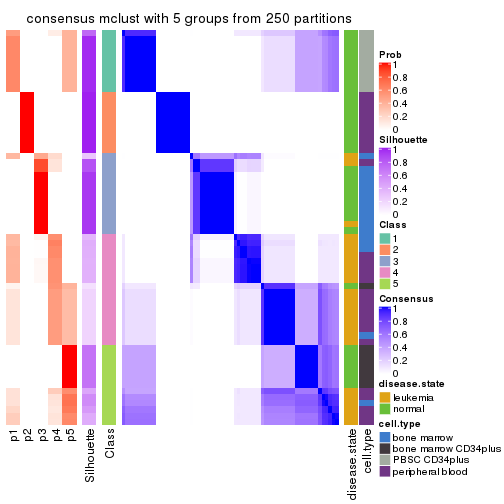 consensus mclust with 5 groups from 250 partitions
Prob
1
0.8
0.6
0.4
0.2
0
Silhouette
1
0.8
0.6
0.4
0.2
0
Class
1
2
3
4
5
Consensus
1
0.8
0.6
0.4
0.2
0
disease.state
leukemia
normal
cell.type
bone marrow
bone marrow CD34plus
PBSC CD34plus
peripheral blood
p1
p2
p3
p4
p5
Silhouette
Class
disease.state
cell.type